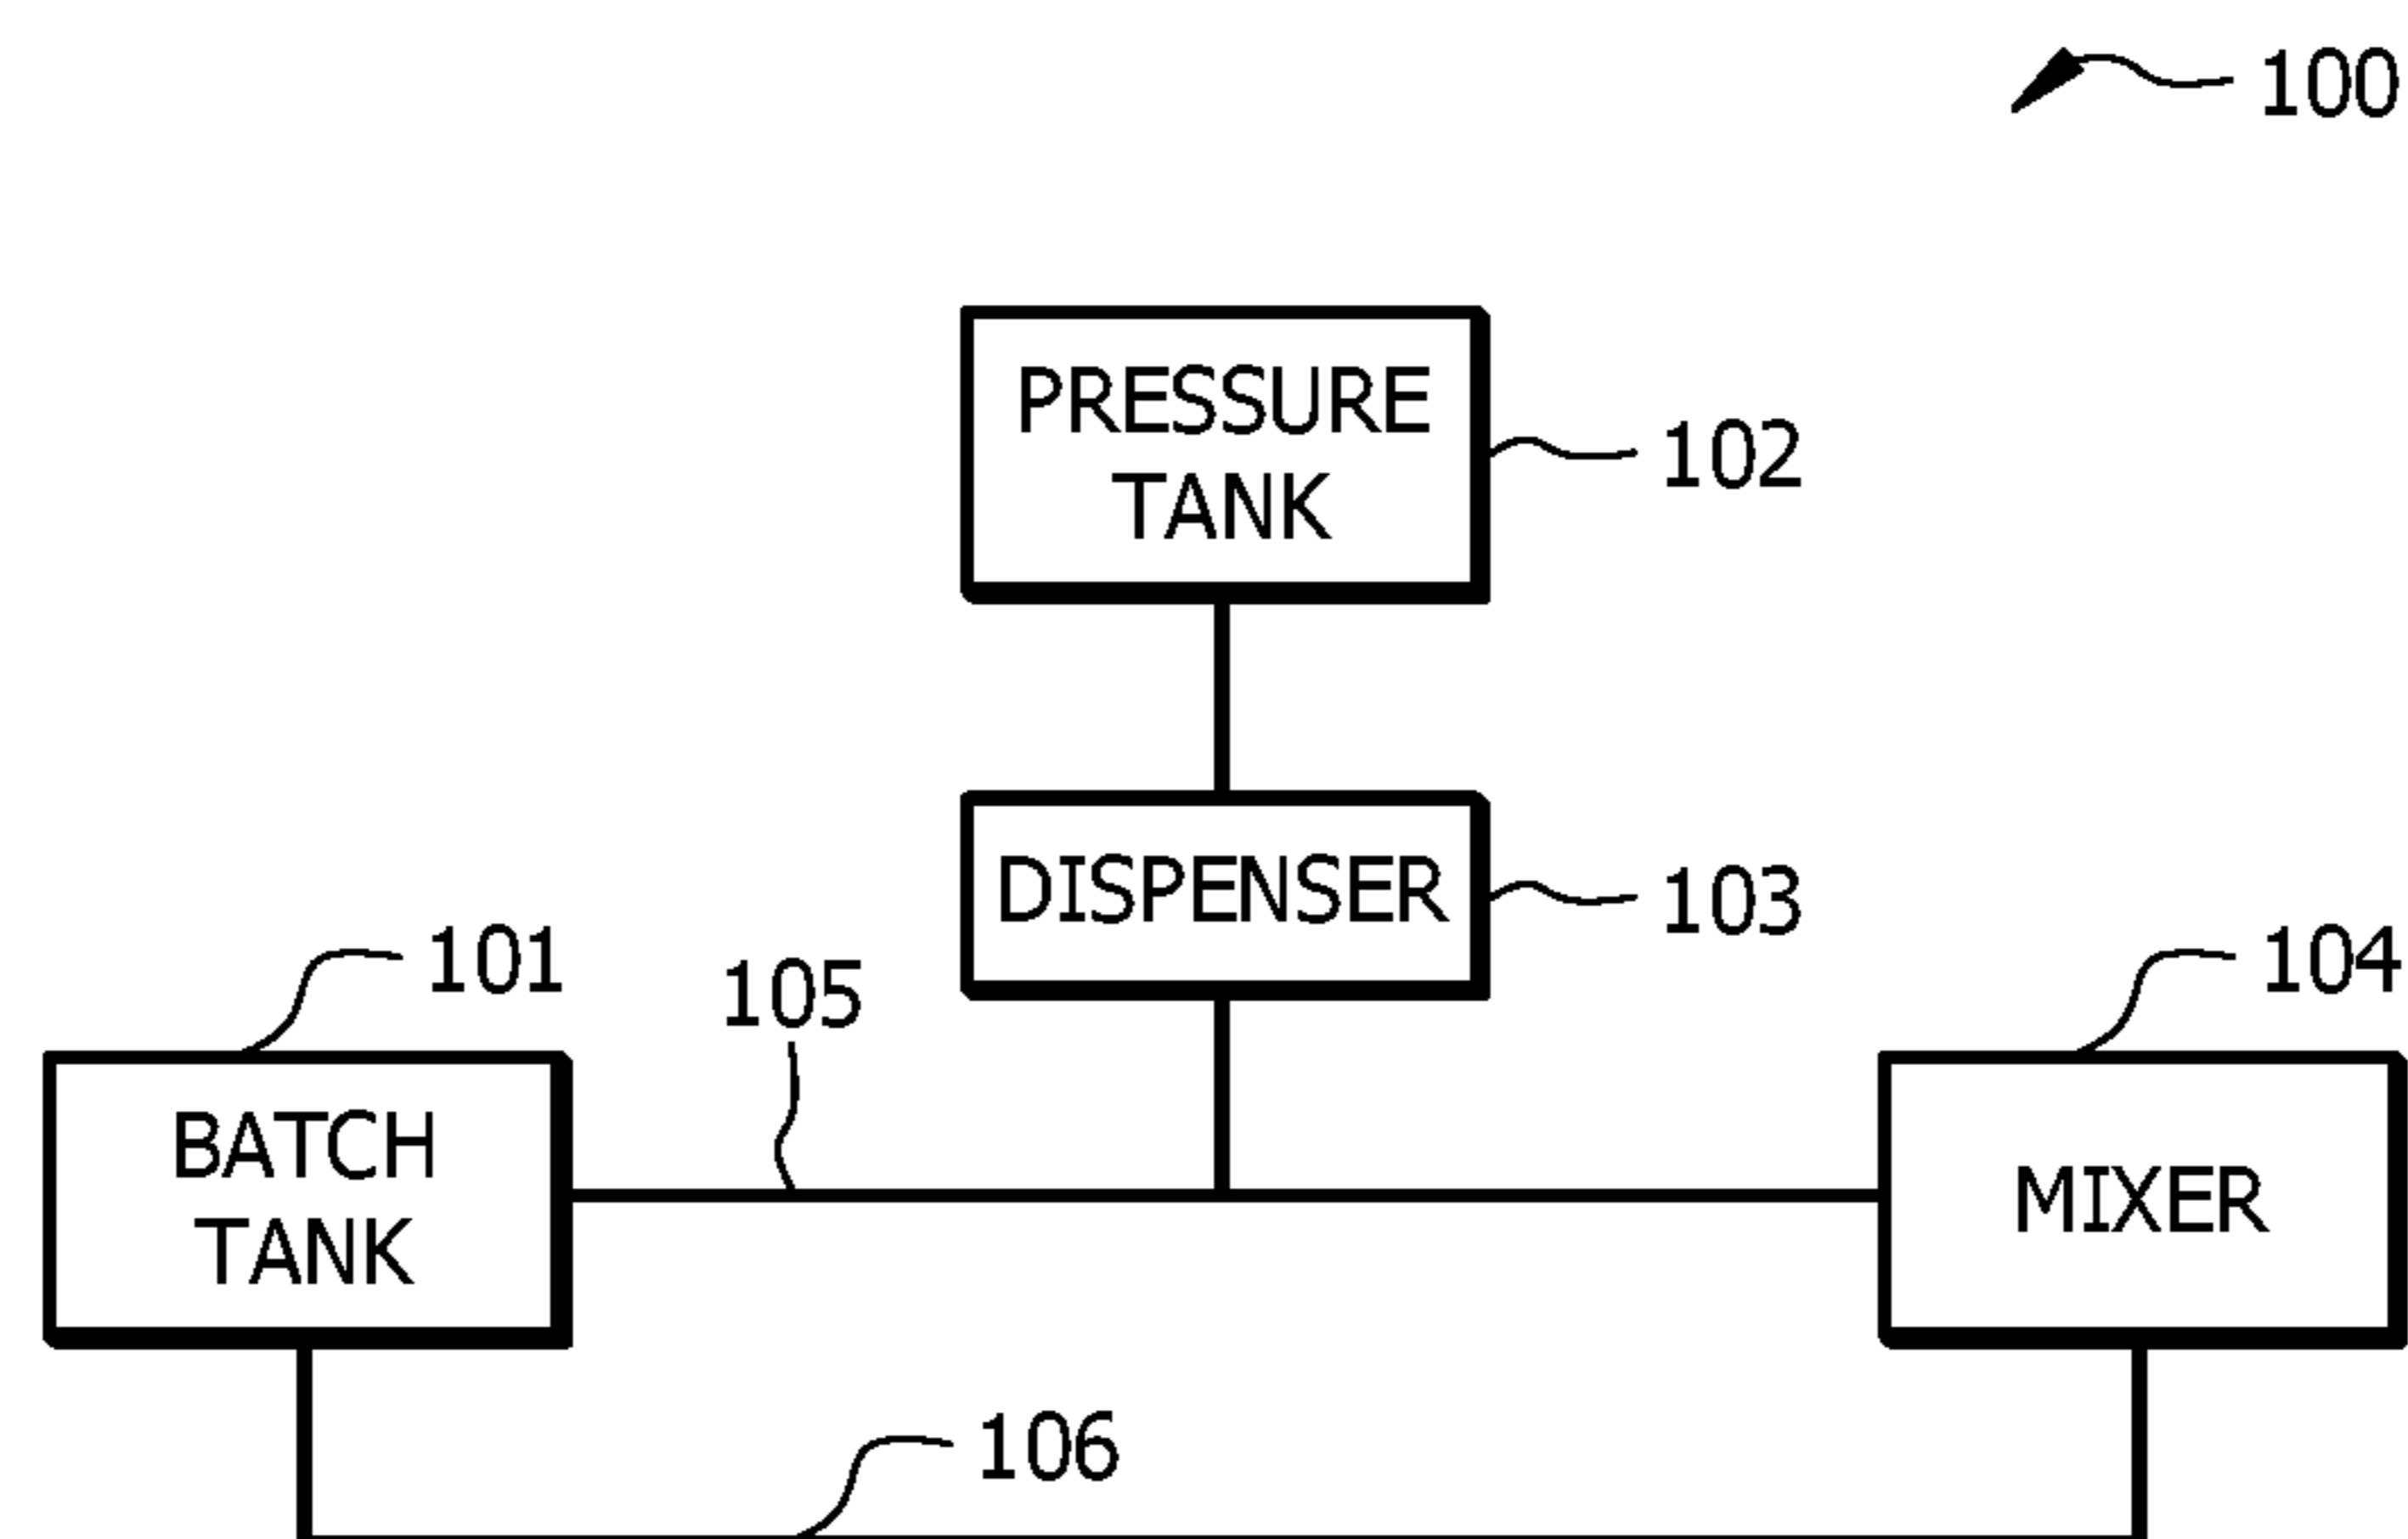 100
PRESSURE
TANK
102
DISPENSER
103
101
105
104
BATCH
TANK
MIXER
106